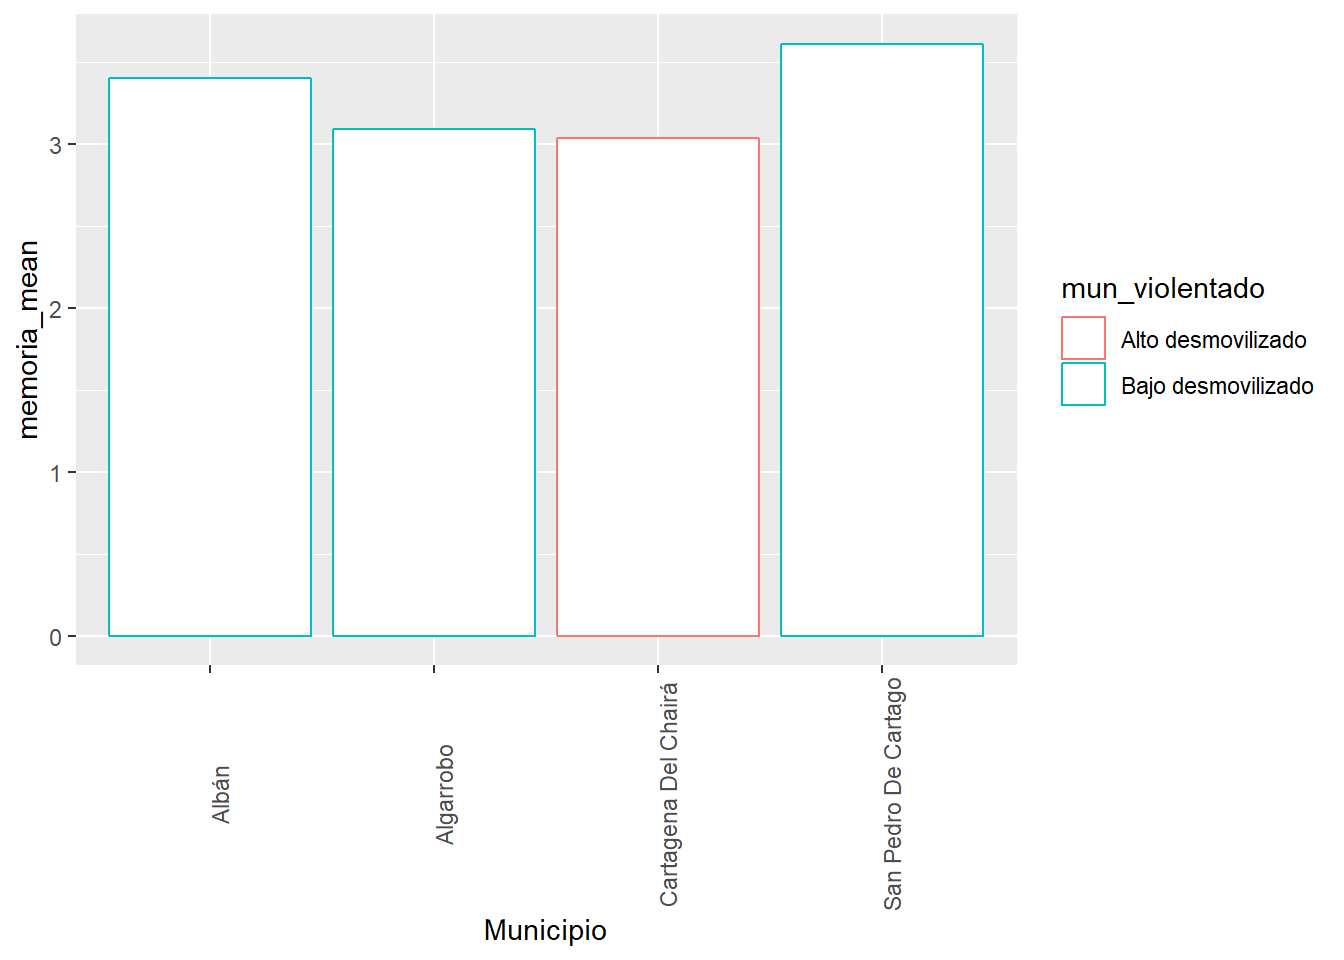 memoria_mean
3
2
1
0
Albán
Algarrobo
Cartagena Del Chairá
San Pedro De Cartago
Municipio
mun_violentado
Alto desmovilizado
Bajo desmovilizado